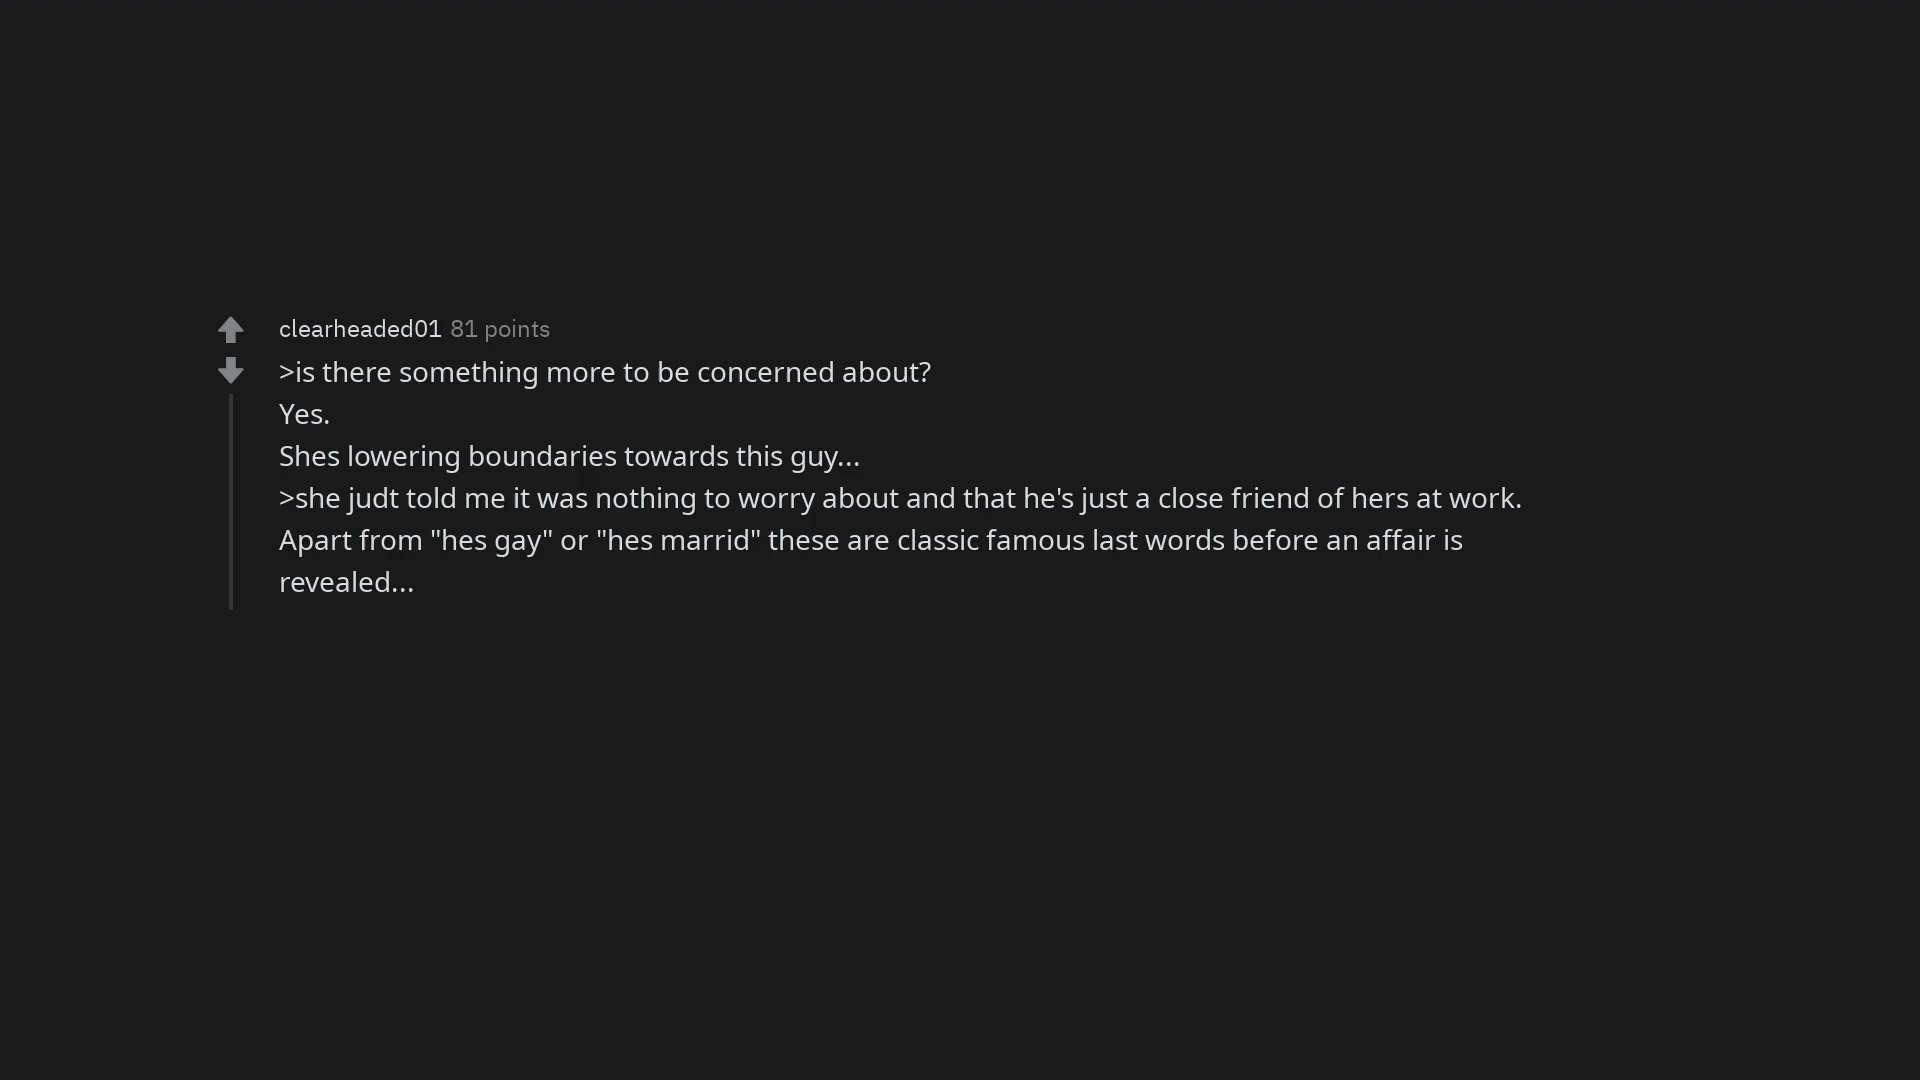 clearheaded01 81 points
>is there something more to be concerned about?
Yes.
Shes lowering boundaries towards this guy...
>she judt told me it was nothing to worry about and that he's just a close friend of hers at work.
Apart from "hes gay" or "hes marrid" these are classic famous last words before an affair is
revealed...